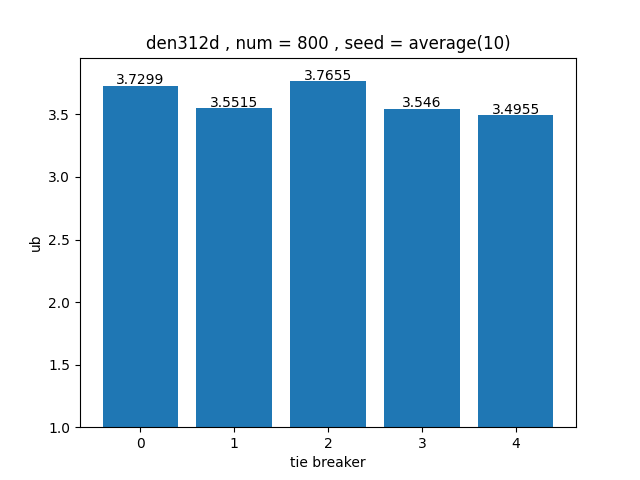 den312d , num = 800 , seed = average(10)
3.7299
3.5515
3.7655
3.546
3.4955
3.5
3.0
2.5
2.0
1.5
1.0
ub
0 1 2 3 4
tie breaker